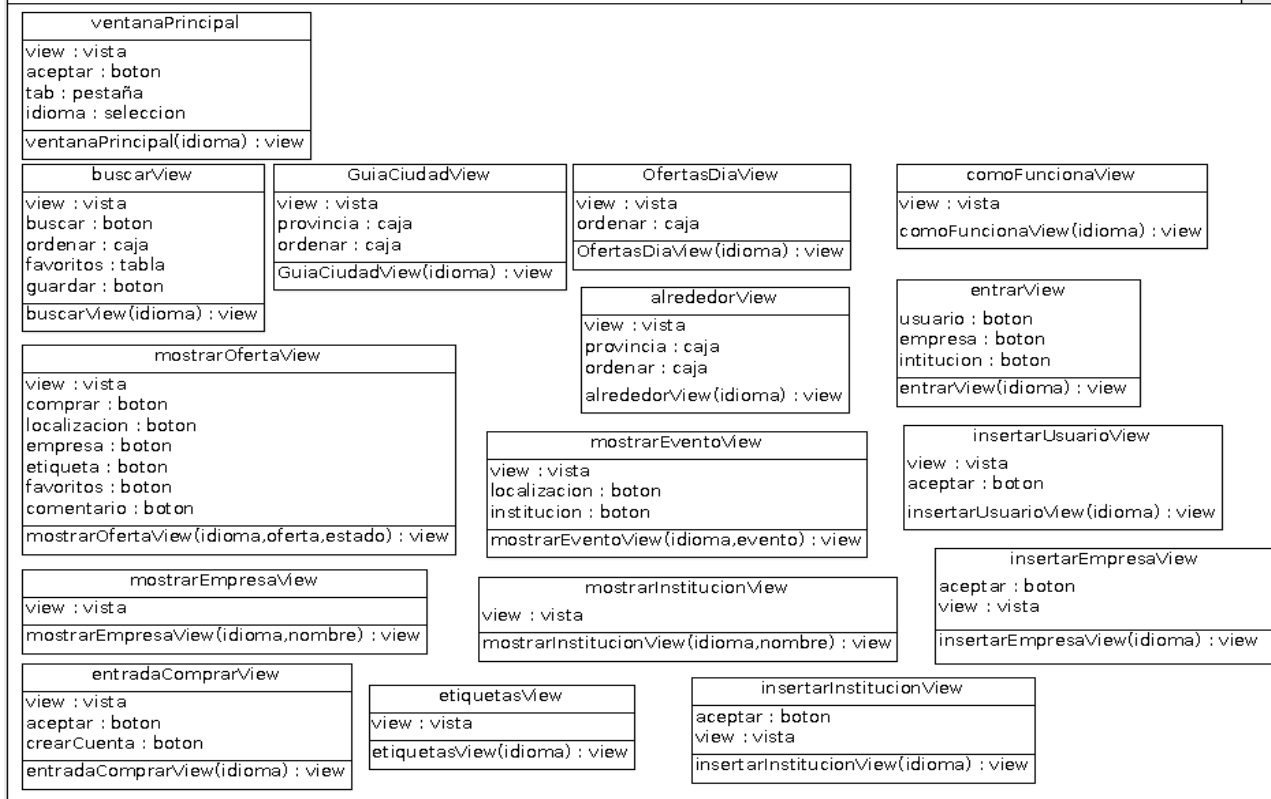 ventanaPrincipal
view : vista
aceptar : boton
tab : pestaña
idioma : seleccion
ventanaPrincipal(idioma) : view
buscarView
view : vista
buscar : boton
ordenar : caja
favoritos : tabla
guardar : boton
buscarView(idioma) : view
GuiaCiudadView
view : vista
provincia : caja
ordenar : caja
GuiaCiudadView(idioma) : view
OfertasDiaView
view : vista
ordenar : caja
OfertasDiaView(idioma) : view
comoFuncionaView
view : vista
comoFuncionaView(idioma) : view
alrededorView
view : vista
provincia : caja
ordenar : caja
alrededorView(idioma) : view
entrarView
usuario : boton
empresa : boton
intitucion : boton
entrarView(idioma) : view
mostrarOfertaView
view : vista
comprar : boton
localizacion : boton
empresa : boton
etiqueta : boton
favoritos : boton
comentario : boton
mostrarOfertaView(idioma,oferta,estado) : view
mostrarEventoView
view : vista
localizacion : boton
institucion : boton
mostrarEventoView(idioma,evento) : view
insertarUsuarioView
view : vista
aceptar : boton
insertarUsuarioView(idioma) : view
mostrarEmpresaView
view : vista
mostrarEmpresaView(idioma,nombre) : view
mostrarInstitucionView
view : vista
mostrarInstitucionView(idioma,nombre) : view
insertarEmpresaView
aceptar : boton
view : vista
insertarEmpresaView(idioma) : view
entradaComprarView
view : vista
aceptar : boton
crearCuenta : boton
entradaComprarView(idioma) : view
etiquetasView
view : vista
etiquetasView(idioma) : view
insertarInstitucionView
aceptar : boton
view : vista
insertarInstitucionView(idioma) : view